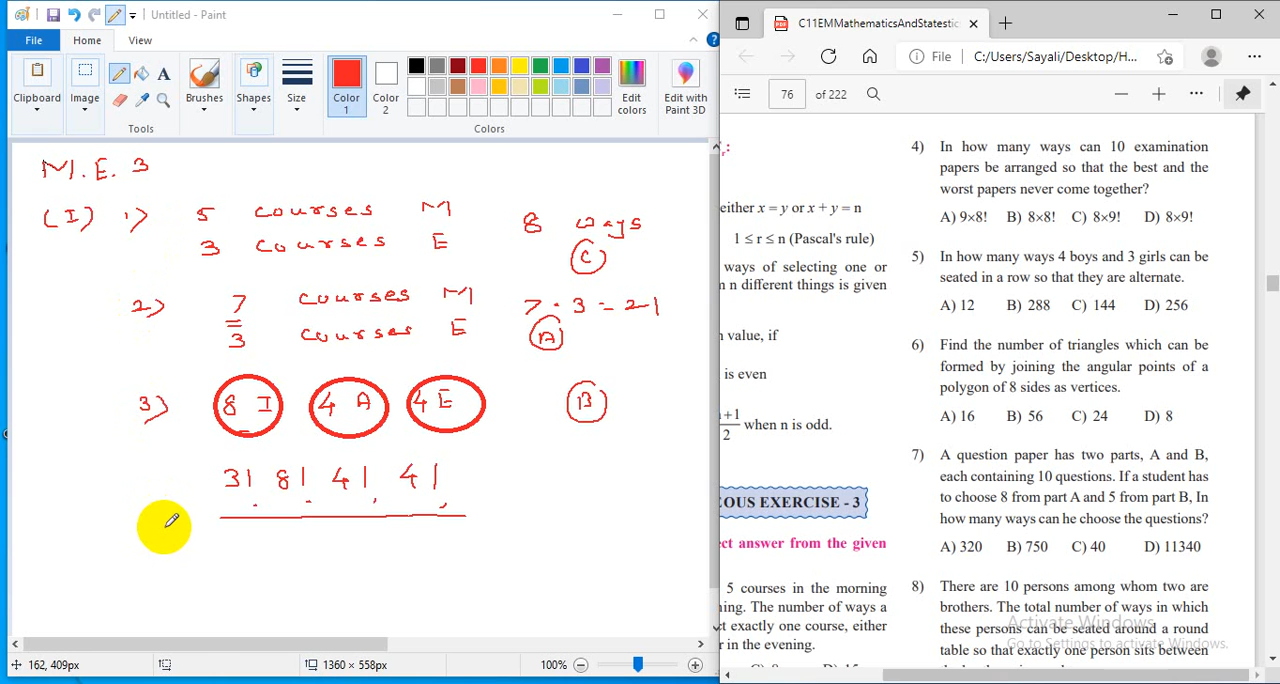 Untitled - Paint
File Home View
Clipboard
Image
Tools
Brushes
Shapes
Size
Color 1
Color 2
Edit colors
Edit with Paint 3D
Colors
M.E. 3
(I) 1) 5 courses M 8 ways
3 courses E C
2) 7 courses M 7 · 3 = 21
3 courses E A
3) 8 I 4 A 4 E B
3! 8! 4! 4!
162, 409px
1360 × 558px
100%
C11EMMathematicsAndStatestic
File C:/Users/Sayali/Desktop/H...
76 of 222
either x = y or x + y = n
1 ≤ r ≤ n (Pascal's rule)
ways of selecting one or
n different things is given
value, if
is even
n+1
2
when n is odd.
OUS EXERCISE - 3
ct answer from the given
5 courses in the morning
ning. The number of ways a
t exactly one course, either
r in the evening.
4) In how many ways can 10 examination
papers be arranged so that the best and the
worst papers never come together?
A) 9×8! B) 8×8! C) 8×9! D) 8×9!
5) In how many ways 4 boys and 3 girls can be
seated in a row so that they are alternate.
A) 12 B) 288 C) 144 D) 256
6) Find the number of triangles which can be
formed by joining the angular points of a
polygon of 8 sides as vertices.
A) 16 B) 56 C) 24 D) 8
7) A question paper has two parts, A and B,
each containing 10 questions. If a student has
to choose 8 from part A and 5 from part B, In
how many ways can he choose the questions?
A) 320 B) 750 C) 40 D) 11340
8) There are 10 persons among whom two are
brothers. The total number of ways in which
these persons can be seated around a round
table so that exactly one person sits between
Activate Windows
Go to Settings to activate Windows.